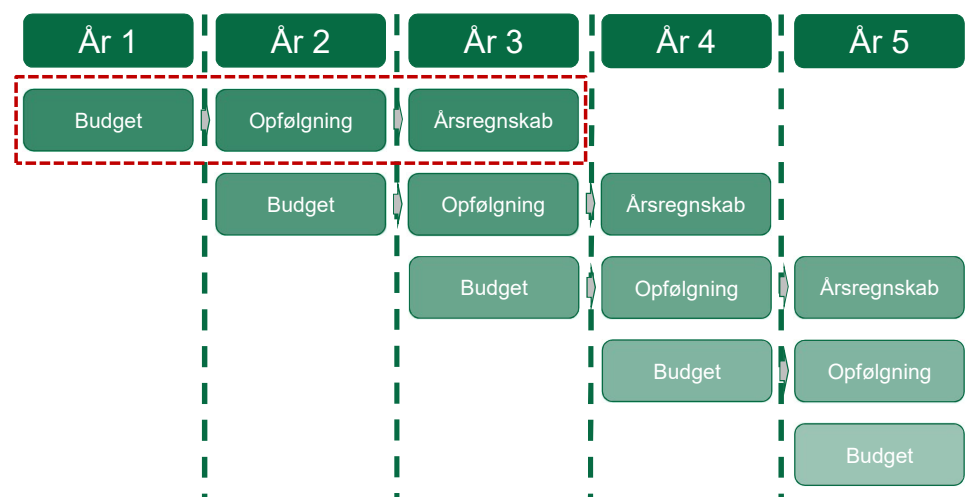 År 1 År 2 År 3 År 4 År 5
Budget Opfølgning Årsregnskab
Budget Opfølgning Årsregnskab
Budget Opfølgning Årsregnskab
Budget Opfølgning
Budget